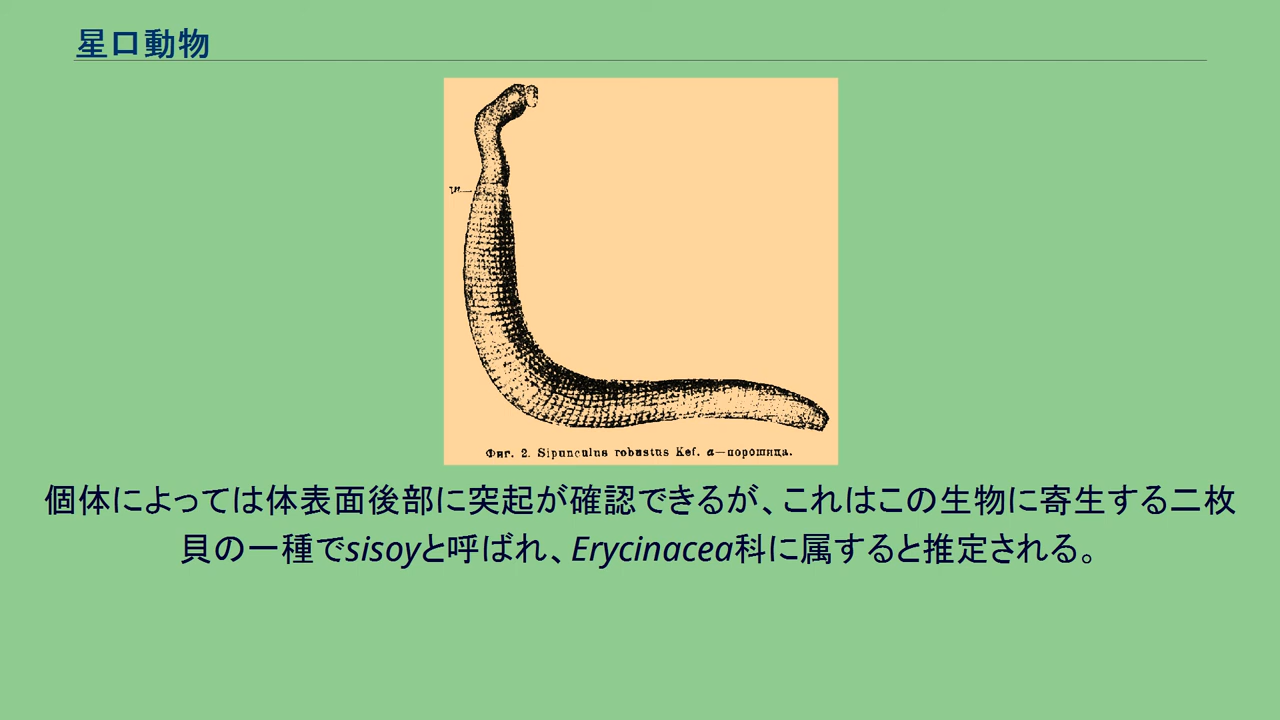 星口動物
m
Фиг. 2. Sipunculus robustus Kef. a—порошица.
個体によっては体表面後部に突起が確認できるが、これはこの生物に寄生する二枚
貝の一種でsisoyと呼ばれ、Erycinacea科に属すると推定される。